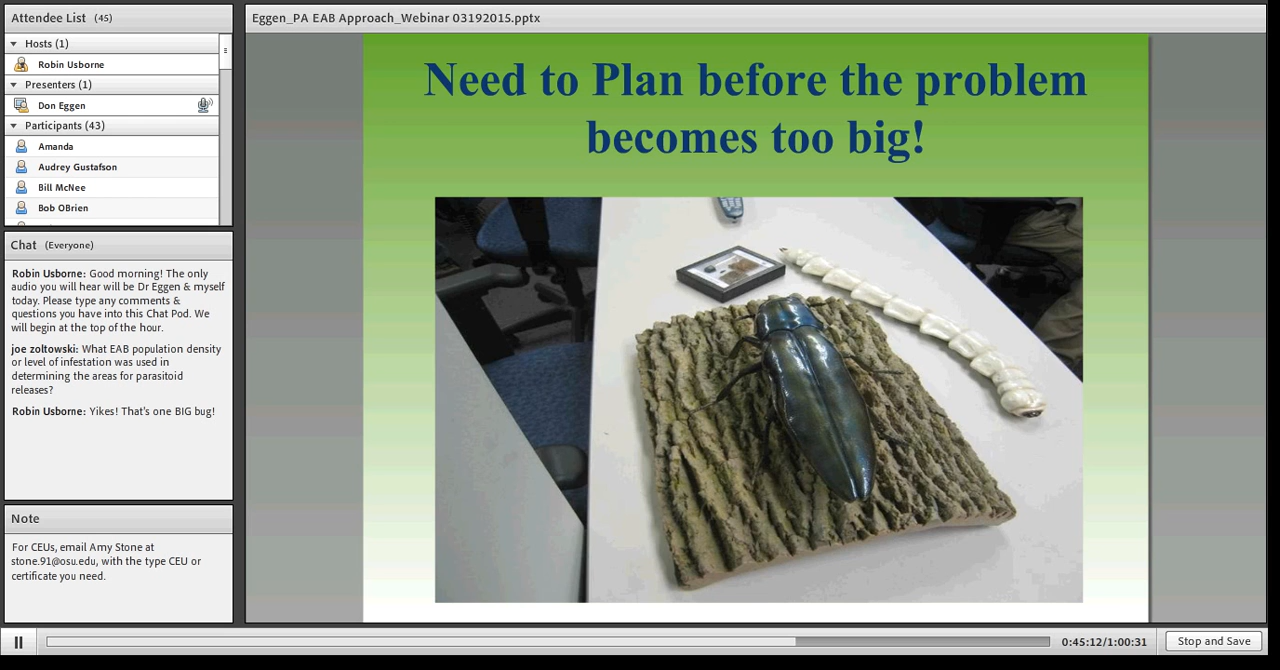 Attendee List (45)
Hosts (1)
Robin Usborne
Presenters (1)
Don Eggen
Participants (43)
Amanda
Audrey Gustafson
Bill McNee
Bob OBrien
Chat (Everyone)
Robin Usborne: Good morning! The only
audio you will hear will be Dr Eggen & myself
today. Please type any comments &
questions you have into this Chat Pod. We
will begin at the top of the hour.
joe zoltowski: What EAB population density
or level of infestation was used in
determining the areas for parasitoid
releases?
Robin Usborne: Yikes! That's one BIG bug!
Note
For CEUs, email Amy Stone at
stone.91@osu.edu, with the type CEU or
certificate you need.
Eggen_PA EAB Approach_Webinar 03192015.pptx
Need to Plan before the problem
becomes too big!
0:45:12/1:00:31
Stop and Save